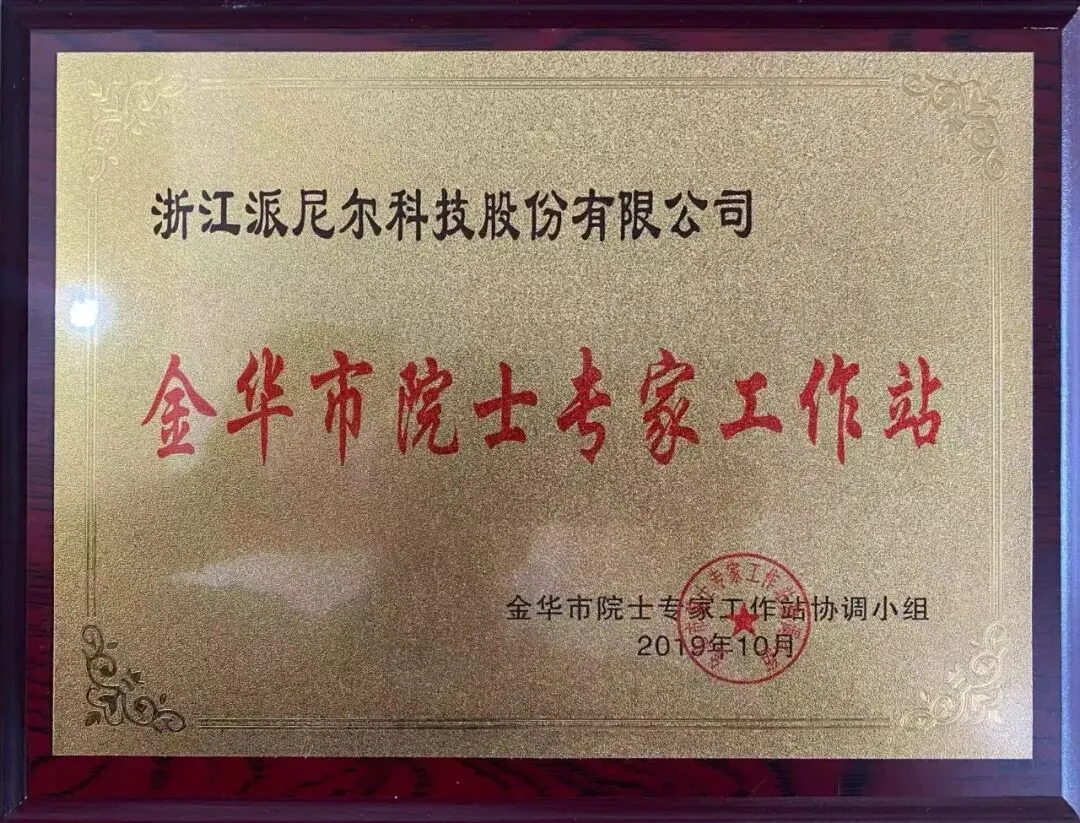 浙江派尼尔科技股份有限公司
金华市院士专家工作站
金华市院士专家工作站协调小组
2019年10月